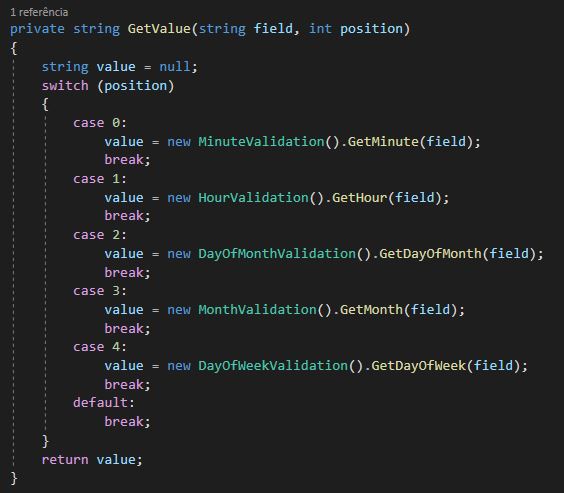 1 referência
private string GetValue(string field, int position)
{
    string value = null;
    switch (position)
    {
        case 0:
            value = new MinuteValidation().GetMinute(field);
            break;
        case 1:
            value = new HourValidation().GetHour(field);
            break;
        case 2:
            value = new DayOfMonthValidation().GetDayOfMonth(field);
            break;
        case 3:
            value = new MonthValidation().GetMonth(field);
            break;
        case 4:
            value = new DayOfWeekValidation().GetDayOfWeek(field);
            break;
        default:
            break;
    }
    return value;
}